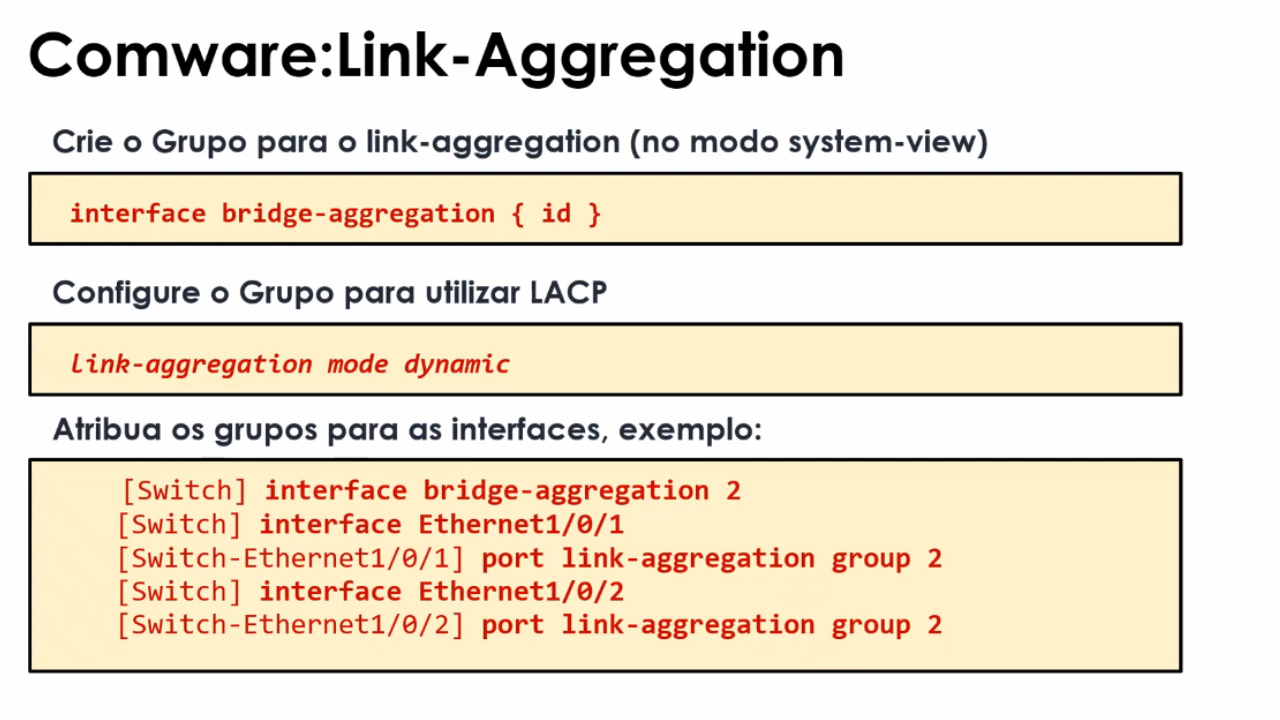 Comware:Link-Aggregation
Crie o Grupo para o link-aggregation (no modo system-view)
interface bridge-aggregation { id }
Configure o Grupo para utilizar LACP
link-aggregation mode dynamic
Atribua os grupos para as interfaces, exemplo:
[Switch] interface bridge-aggregation 2
[Switch] interface Ethernet1/0/1
[Switch-Ethernet1/0/1] port link-aggregation group 2
[Switch] interface Ethernet1/0/2
[Switch-Ethernet1/0/2] port link-aggregation group 2